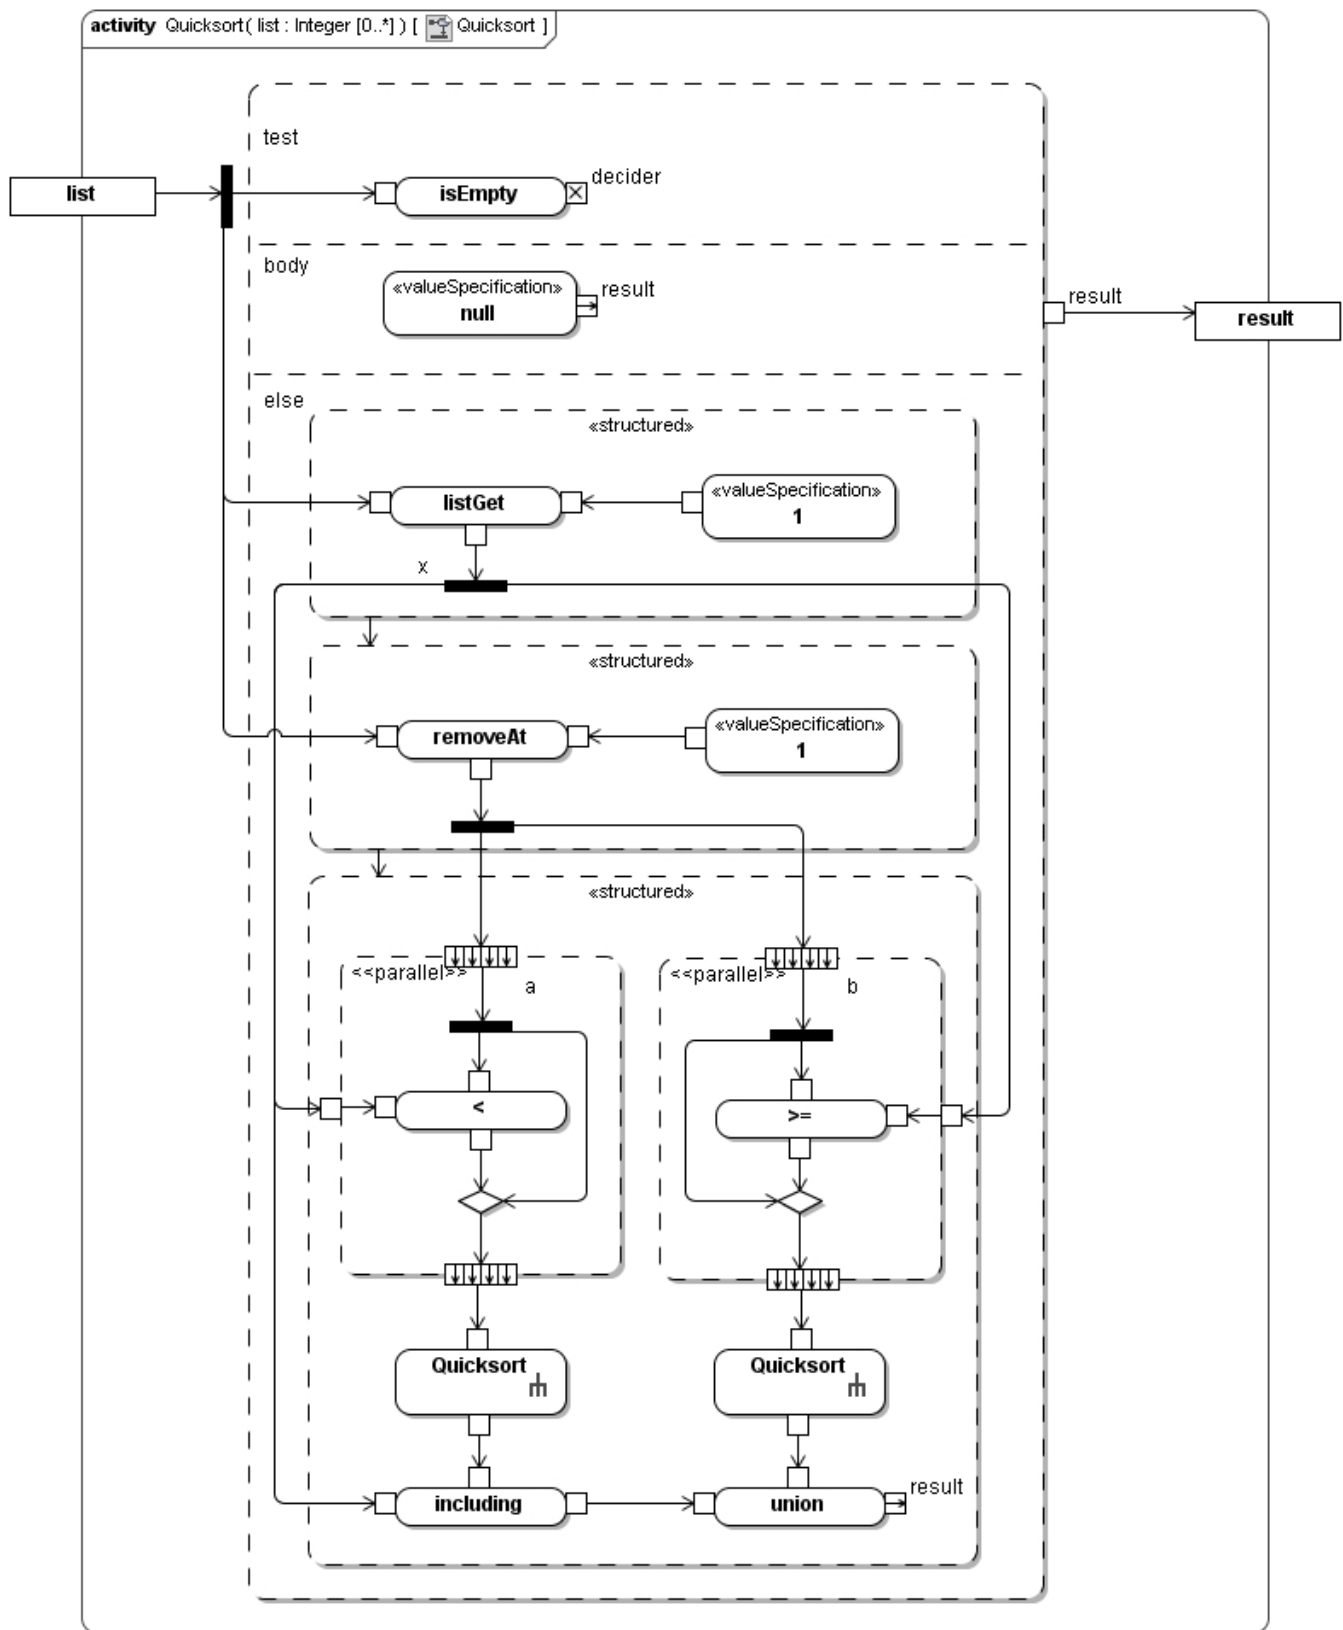 activity Quicksort( list : Integer [0..*] ) [ Quicksort ]
test
list
isEmpty
decider
body
«valueSpecification»
null
result
result
result
else
«structured»
listGet
«valueSpecification»
1
x
«structured»
removeAt
«valueSpecification»
1
«structured»
<<parallel>>
a
<<parallel>>
b
<
>=
Quicksort
Quicksort
including
union
result